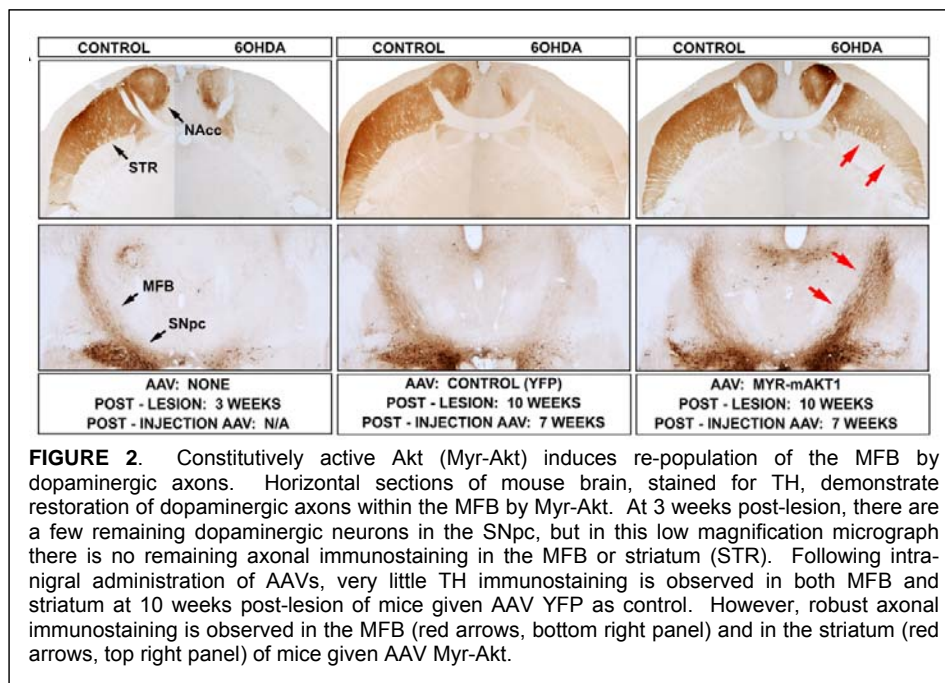 CONTROL 6OHDA CONTROL 6OHDA CONTROL 6OHDA
NAcc
STR
MFB
SNpc
AAV: NONE
POST - LESION: 3 WEEKS
POST - INJECTION AAV: N/A
AAV: CONTROL (YFP)
POST - LESION: 10 WEEKS
POST - INJECTION AAV: 7 WEEKS
AAV: MYR-mAKT1
POST - LESION: 10 WEEKS
POST - INJECTION AAV: 7 WEEKS
FIGURE 2. Constitutively active Akt (Myr-Akt) induces re-population of the MFB by
dopaminergic axons. Horizontal sections of mouse brain, stained for TH, demonstrate
restoration of dopaminergic axons within the MFB by Myr-Akt. At 3 weeks post-lesion, there are
a few remaining dopaminergic neurons in the SNpc, but in this low magnification micrograph
there is no remaining axonal immunostaining in the MFB or striatum (STR). Following intra-
nigral administration of AAVs, very little TH immunostaining is observed in both MFB and
striatum at 10 weeks post-lesion of mice given AAV YFP as control. However, robust axonal
immunostaining is observed in the MFB (red arrows, bottom right panel) and in the striatum (red
arrows, top right panel) of mice given AAV Myr-Akt.